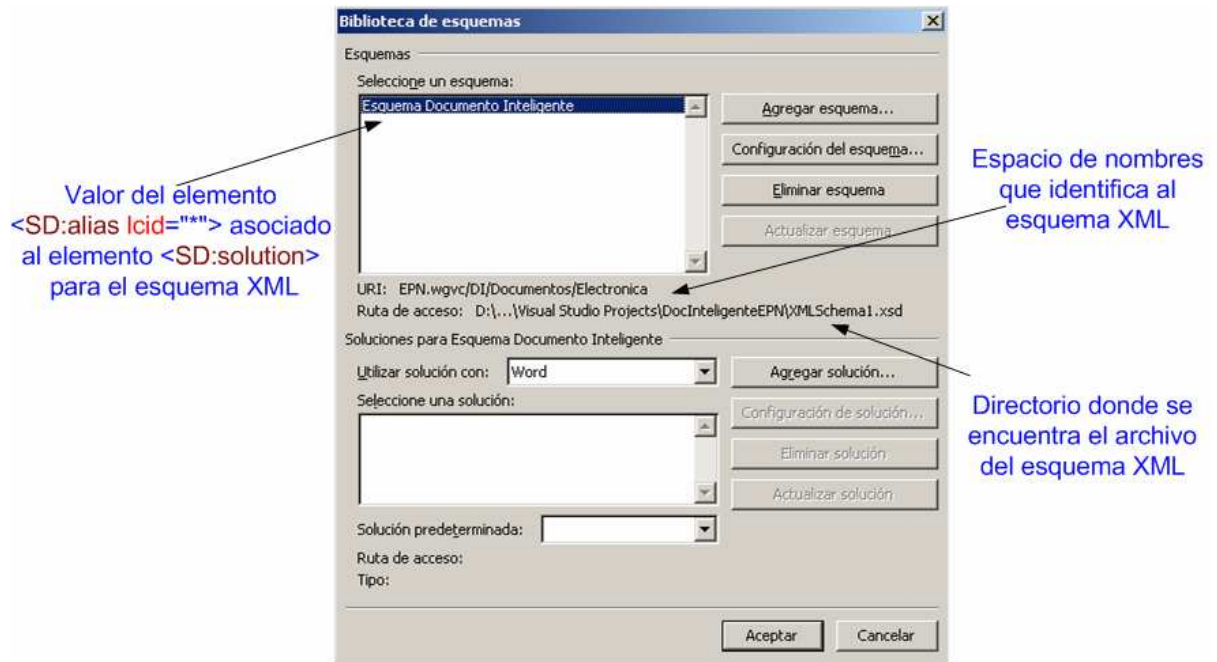 Biblioteca de esquemas
Esquemas
Seleccione un esquema:
Esquema Documento Inteligente
Agregar esquema...
Configuración del esquema...
Eliminar esquema
Actualizar esquema
Valor del elemento
<SD:alias lcid="*"> asociado
al elemento <SD:solution>
para el esquema XML
Espacio de nombres
que identifica al
esquema XML
URI: EPN.wgvc/DI/Documentos/Electronica
Ruta de acceso: D:\...\Visual Studio Projects\DocInteligenteEPN\XMLSchema1.xsd
Soluciones para Esquema Documento Inteligente
Utilizar solución con: Word
Agregar solución...
Seleccione una solución:
Configuración de solución...
Eliminar solución
Actualizar solución
Directorio donde se
encuentra el archivo
del esquema XML
Solución predeterminada:
Ruta de acceso:
Tipo:
Aceptar
Cancelar